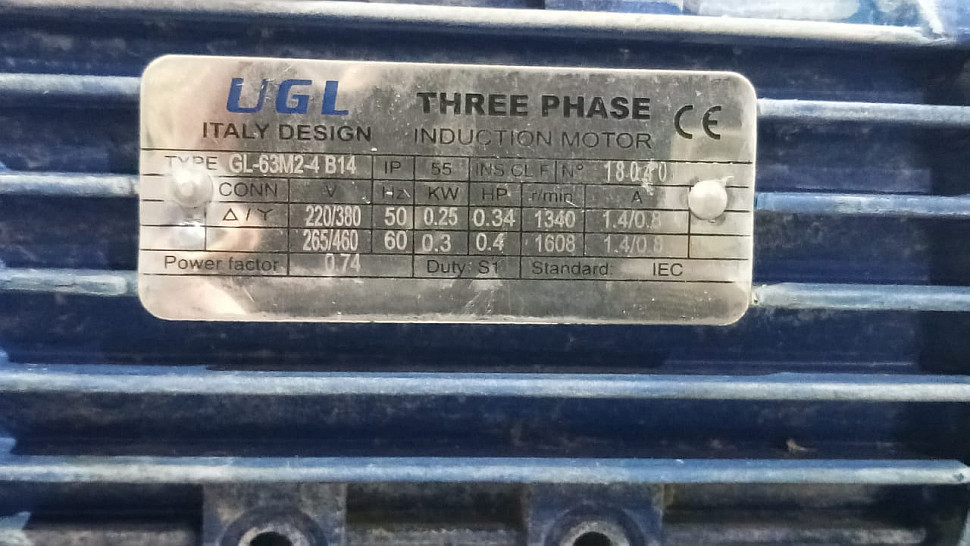 UGL THREE PHASE CE
ITALY DESIGN INDUCTION MOTOR
TYPE GL-63M2-4 B14 IP 55 INS CL F N°
CONN V Hz KW HP r/min A
△/Y 220/380 50 0.25 0.34 1340 1.4/0.8
265/460 60 0.3 0.4 1608 1.4/0.8
Power factor 0.74 Duty: S1 Standard: IEC